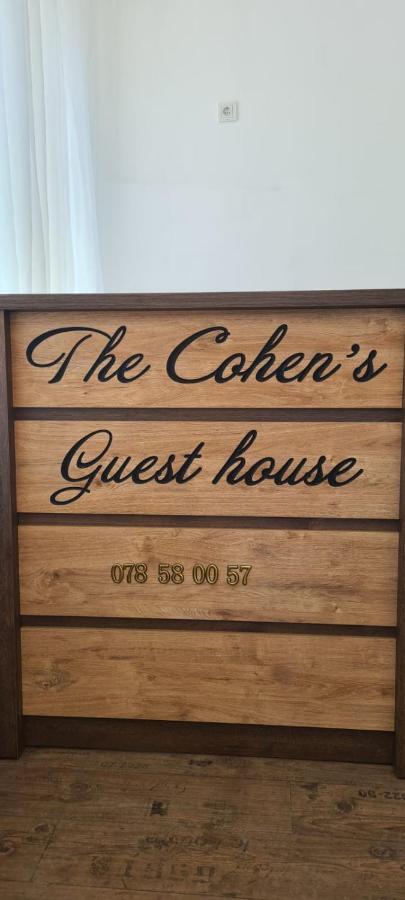 The Cohen's
Guest house
078 58 00 57